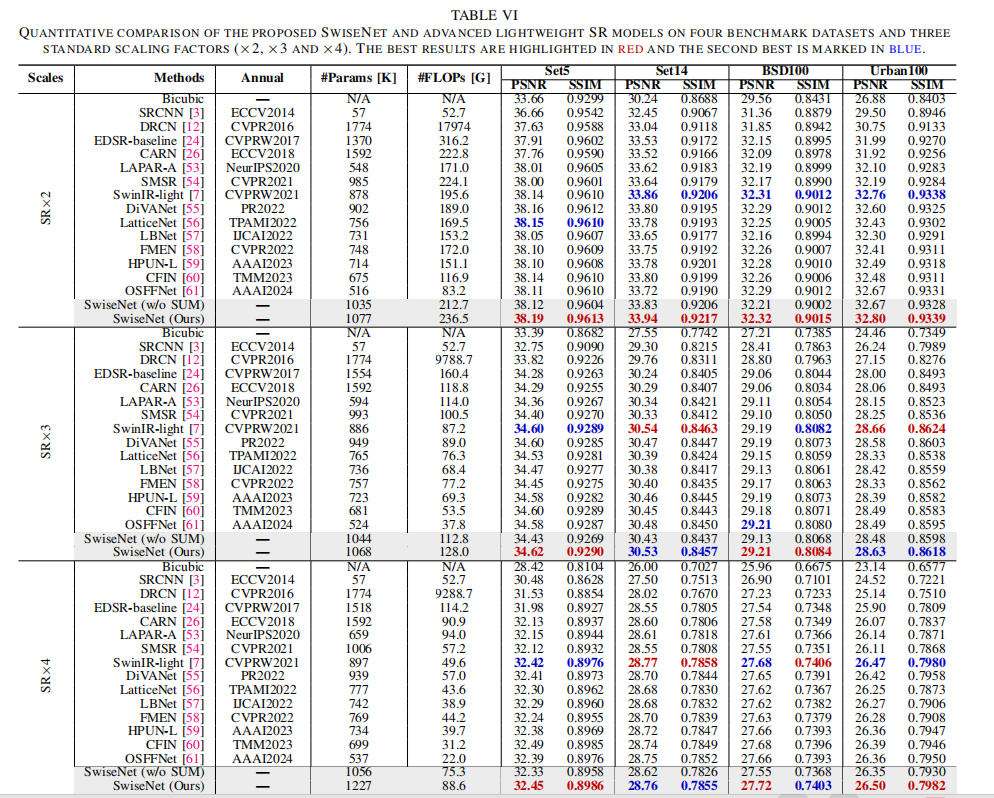 TABLE VI
QUANTITATIVE COMPARISON OF THE PROPOSED SWISENET AND ADVANCED LIGHTWEIGHT SR MODELS ON FOUR BENCHMARK DATASETS AND THREE
STANDARD SCALING FACTORS (×2, ×3 AND ×4). THE BEST RESULTS ARE HIGHLIGHTED IN RED AND THE SECOND BEST IS MARKED IN BLUE.
Scales Methods Annual #Params [K] #FLOPs [G] Set5 Set14 BSD100 Urban100
PSNR SSIM PSNR SSIM PSNR SSIM PSNR SSIM
SR×2
Bicubic — N/A N/A 33.66 0.9299 30.24 0.8688 29.56 0.8431 26.88 0.8403
SRCNN [3] ECCV2014 57 52.7 36.66 0.9542 32.45 0.9067 31.36 0.8879 29.50 0.8946
DRCN [12] CVPR2016 1774 17974 37.63 0.9588 33.04 0.9118 31.85 0.8942 30.75 0.9133
EDSR-baseline [24] CVPRW2017 1370 316.2 37.91 0.9602 33.53 0.9172 32.15 0.8995 31.99 0.9270
CARN [26] ECCV2018 1592 222.8 37.76 0.9590 33.52 0.9166 32.09 0.8978 31.92 0.9256
LAPAR-A [53] NeurIPS2020 548 171.0 38.01 0.9605 33.62 0.9183 32.19 0.8999 32.10 0.9283
SMSR [54] CVPR2021 985 224.1 38.00 0.9601 33.64 0.9179 32.17 0.8990 32.19 0.9284
SwinIR-light [7] CVPRW2021 878 195.6 38.14 0.9610 33.86 0.9206 32.31 0.9012 32.76 0.9338
DiVANet [55] PR2022 902 189.0 38.16 0.9612 33.80 0.9195 32.29 0.9012 32.60 0.9325
LatticeNet [56] TPAMI2022 756 169.5 38.15 0.9610 33.78 0.9193 32.25 0.9005 32.43 0.9302
LBNet [57] IJCAI2022 731 153.2 38.05 0.9607 33.65 0.9177 32.16 0.8994 32.30 0.9291
FMEN [58] CVPR2022 748 172.0 38.10 0.9609 33.75 0.9192 32.26 0.9007 32.41 0.9311
HPUN-L [59] AAAI2023 714 151.1 38.10 0.9608 33.78 0.9201 32.28 0.9010 32.49 0.9318
CFIN [60] TMM2023 675 116.9 38.14 0.9610 33.80 0.9199 32.26 0.9006 32.48 0.9311
OSFFNet [61] AAAI2024 516 83.2 38.11 0.9610 33.72 0.9190 32.29 0.9012 32.67 0.9331
SwiseNet (w/o SUM) — 1035 212.7 38.12 0.9604 33.83 0.9206 32.21 0.9002 32.67 0.9328
SwiseNet (Ours) — 1077 236.5 38.19 0.9613 33.94 0.9217 32.32 0.9015 32.80 0.9339
SR×3
Bicubic — N/A N/A 33.39 0.8682 27.55 0.7742 27.21 0.7385 24.46 0.7349
SRCNN [3] ECCV2014 57 52.7 32.75 0.9090 29.30 0.8215 28.41 0.7863 26.24 0.7989
DRCN [12] CVPR2016 1774 9788.7 33.82 0.9226 29.76 0.8311 28.80 0.7963 27.15 0.8276
EDSR-baseline [24] CVPRW2017 1554 160.4 34.28 0.9263 30.24 0.8405 29.06 0.8044 28.00 0.8493
CARN [26] ECCV2018 1592 118.8 34.29 0.9255 30.29 0.8407 29.06 0.8034 28.06 0.8493
LAPAR-A [53] NeurIPS2020 594 114.0 34.36 0.9267 30.34 0.8421 29.11 0.8054 28.15 0.8523
SMSR [54] CVPR2021 993 100.5 34.40 0.9270 30.33 0.8412 29.10 0.8050 28.25 0.8536
SwinIR-light [7] CVPRW2021 886 87.2 34.60 0.9289 30.54 0.8463 29.19 0.8082 28.66 0.8624
DiVANet [55] PR2022 949 89.0 34.60 0.9285 30.47 0.8447 29.19 0.8073 28.58 0.8603
LatticeNet [56] TPAMI2022 765 76.3 34.53 0.9281 30.39 0.8424 29.15 0.8059 28.33 0.8538
LBNet [57] IJCAI2022 736 68.4 34.47 0.9277 30.38 0.8417 29.13 0.8061 28.42 0.8559
FMEN [58] CVPR2022 757 77.2 34.45 0.9275 30.40 0.8435 29.17 0.8063 28.33 0.8562
HPUN-L [59] AAAI2023 723 69.3 34.58 0.9282 30.46 0.8445 29.19 0.8073 28.39 0.8582
CFIN [60] TMM2023 681 53.5 34.60 0.9289 30.45 0.8443 29.18 0.8071 28.49 0.8583
OSFFNet [61] AAAI2024 524 37.8 34.58 0.9287 30.48 0.8450 29.21 0.8080 28.49 0.8595
SwiseNet (w/o SUM) — 1044 112.8 34.43 0.9269 30.43 0.8437 29.13 0.8068 28.48 0.8598
SwiseNet (Ours) — 1068 128.0 34.62 0.9290 30.53 0.8457 29.21 0.8084 28.63 0.8618
SR×4
Bicubic — N/A N/A 28.42 0.8104 26.00 0.7027 25.96 0.6675 23.14 0.6577
SRCNN [3] ECCV2014 57 52.7 30.48 0.8628 27.50 0.7513 26.90 0.7101 24.52 0.7221
DRCN [12] CVPR2016 1774 9288.7 31.53 0.8854 28.02 0.7670 27.23 0.7233 25.14 0.7510
EDSR-baseline [24] CVPRW2017 1518 114.2 31.98 0.8927 28.55 0.7805 27.54 0.7348 25.90 0.7809
CARN [26] ECCV2018 1592 90.9 32.13 0.8937 28.60 0.7806 27.58 0.7349 26.07 0.7837
LAPAR-A [53] NeurIPS2020 659 94.0 32.15 0.8944 28.61 0.7818 27.61 0.7366 26.14 0.7871
SMSR [54] CVPR2021 1006 57.2 32.12 0.8932 28.55 0.7808 27.55 0.7351 26.11 0.7868
SwinIR-light [7] CVPRW2021 897 49.6 32.42 0.8976 28.77 0.7858 27.68 0.7406 26.47 0.7980
DiVANet [55] PR2022 939 57.0 32.41 0.8973 28.70 0.7844 27.65 0.7391 26.42 0.7958
LatticeNet [56] TPAMI2022 777 43.6 32.30 0.8962 28.68 0.7830 27.62 0.7367 26.25 0.7873
LBNet [57] IJCAI2022 742 38.9 32.29 0.8960 28.68 0.7832 27.62 0.7382 26.27 0.7906
FMEN [58] CVPR2022 769 44.2 32.24 0.8955 28.70 0.7839 27.63 0.7379 26.28 0.7908
HPUN-L [59] AAAI2023 734 39.7 32.38 0.8969 28.72 0.7847 27.66 0.7393 26.36 0.7947
CFIN [60] TMM2023 699 31.2 32.49 0.8985 28.74 0.7849 27.68 0.7396 26.39 0.7946
OSFFNet [61] AAAI2024 537 22.0 32.39 0.8976 28.75 0.7852 27.66 0.7393 26.36 0.7950
SwiseNet (w/o SUM) — 1056 75.3 32.33 0.8958 28.62 0.7826 27.55 0.7368 26.35 0.7930
SwiseNet (Ours) — 1227 88.6 32.45 0.8986 28.76 0.7855 27.72 0.7403 26.50 0.7982